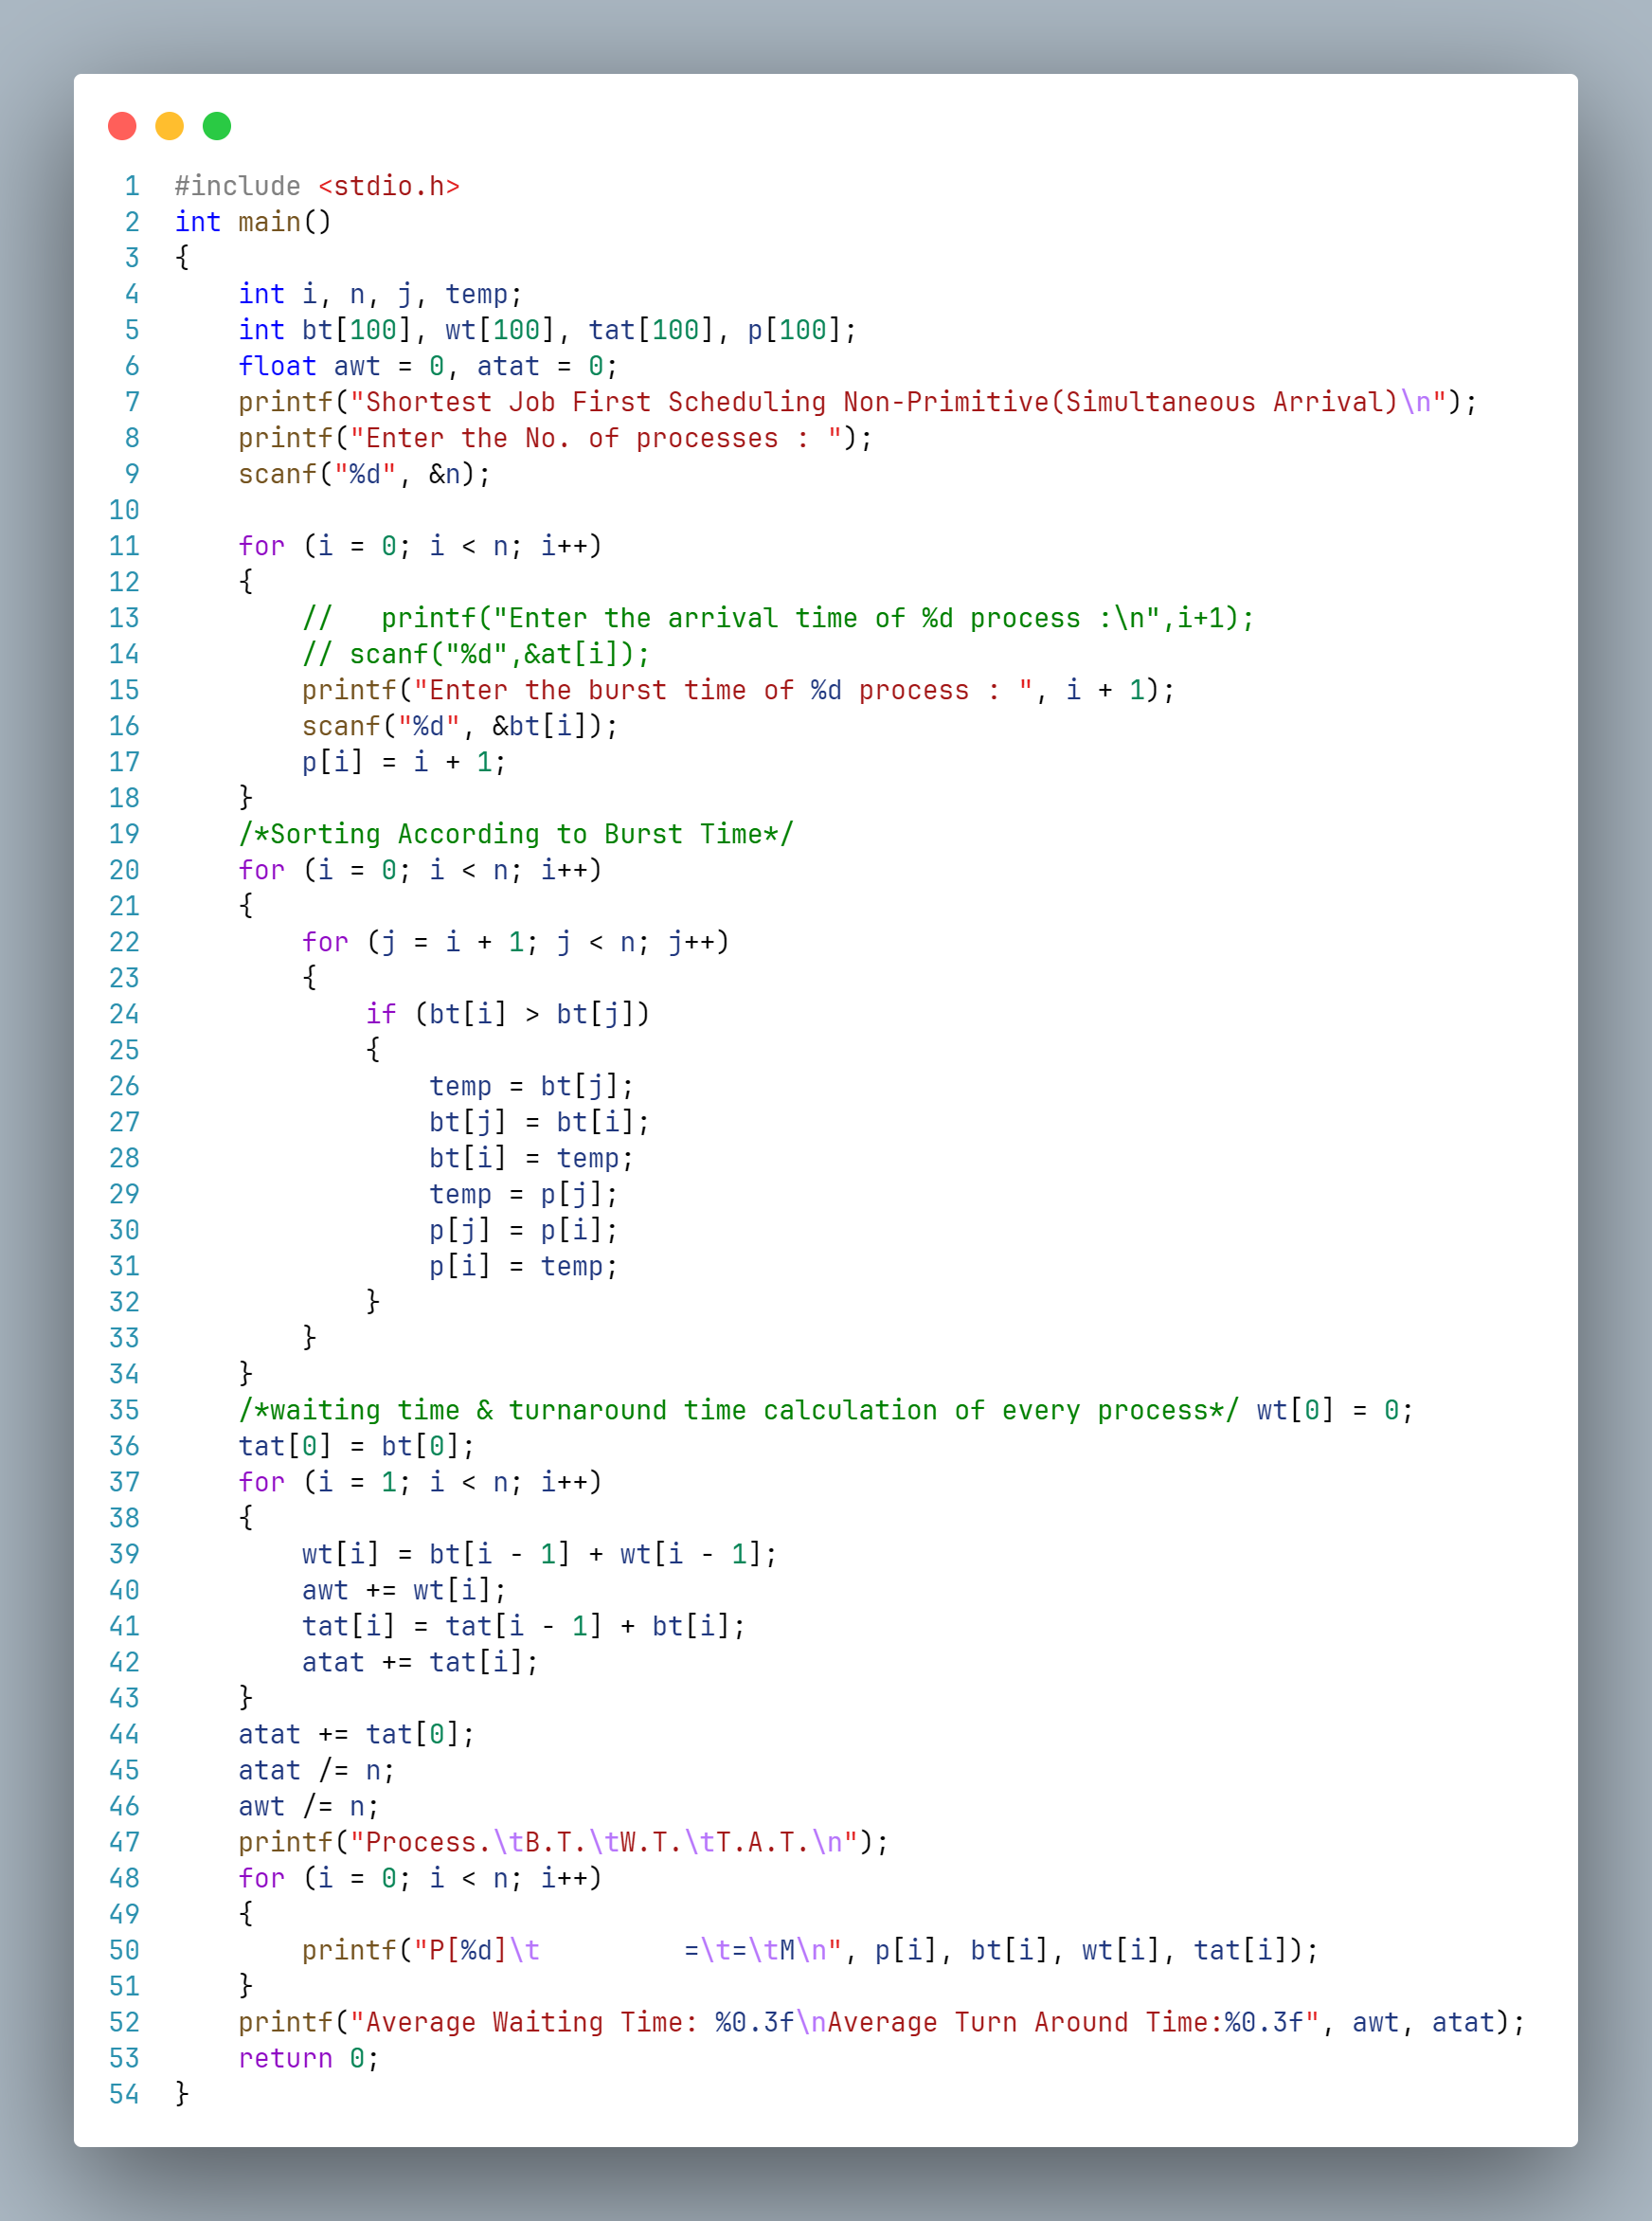 1 #include <stdio.h>
2 int main()
3 {
4     int i, n, j, temp;
5     int bt[100], wt[100], tat[100], p[100];
6     float awt = 0, atat = 0;
7     printf("Shortest Job First Scheduling Non-Primitive(Simultaneous Arrival)\n");
8     printf("Enter the No. of processes : ");
9     scanf("%d", &n);
10
11     for (i = 0; i < n; i++)
12     {
13         //   printf("Enter the arrival time of %d process :\n",i+1);
14         // scanf("%d",&at[i]);
15         printf("Enter the burst time of %d process : ", i + 1);
16         scanf("%d", &bt[i]);
17         p[i] = i + 1;
18     }
19     /*Sorting According to Burst Time*/
20     for (i = 0; i < n; i++)
21     {
22         for (j = i + 1; j < n; j++)
23         {
24             if (bt[i] > bt[j])
25             {
26                 temp = bt[j];
27                 bt[j] = bt[i];
28                 bt[i] = temp;
29                 temp = p[j];
30                 p[j] = p[i];
31                 p[i] = temp;
32             }
33         }
34     }
35     /*waiting time & turnaround time calculation of every process*/ wt[0] = 0;
36     tat[0] = bt[0];
37     for (i = 1; i < n; i++)
38     {
39         wt[i] = bt[i - 1] + wt[i - 1];
40         awt += wt[i];
41         tat[i] = tat[i - 1] + bt[i];
42         atat += tat[i];
43     }
44     atat += tat[0];
45     atat /= n;
46     awt /= n;
47     printf("Process.\tB.T.\tW.T.\tT.A.T.\n");
48     for (i = 0; i < n; i++)
49     {
50         printf("P[%d]\t         =\t=\tM\n", p[i], bt[i], wt[i], tat[i]);
51     }
52     printf("Average Waiting Time: %0.3f\nAverage Turn Around Time:%0.3f", awt, atat);
53     return 0;
54 }